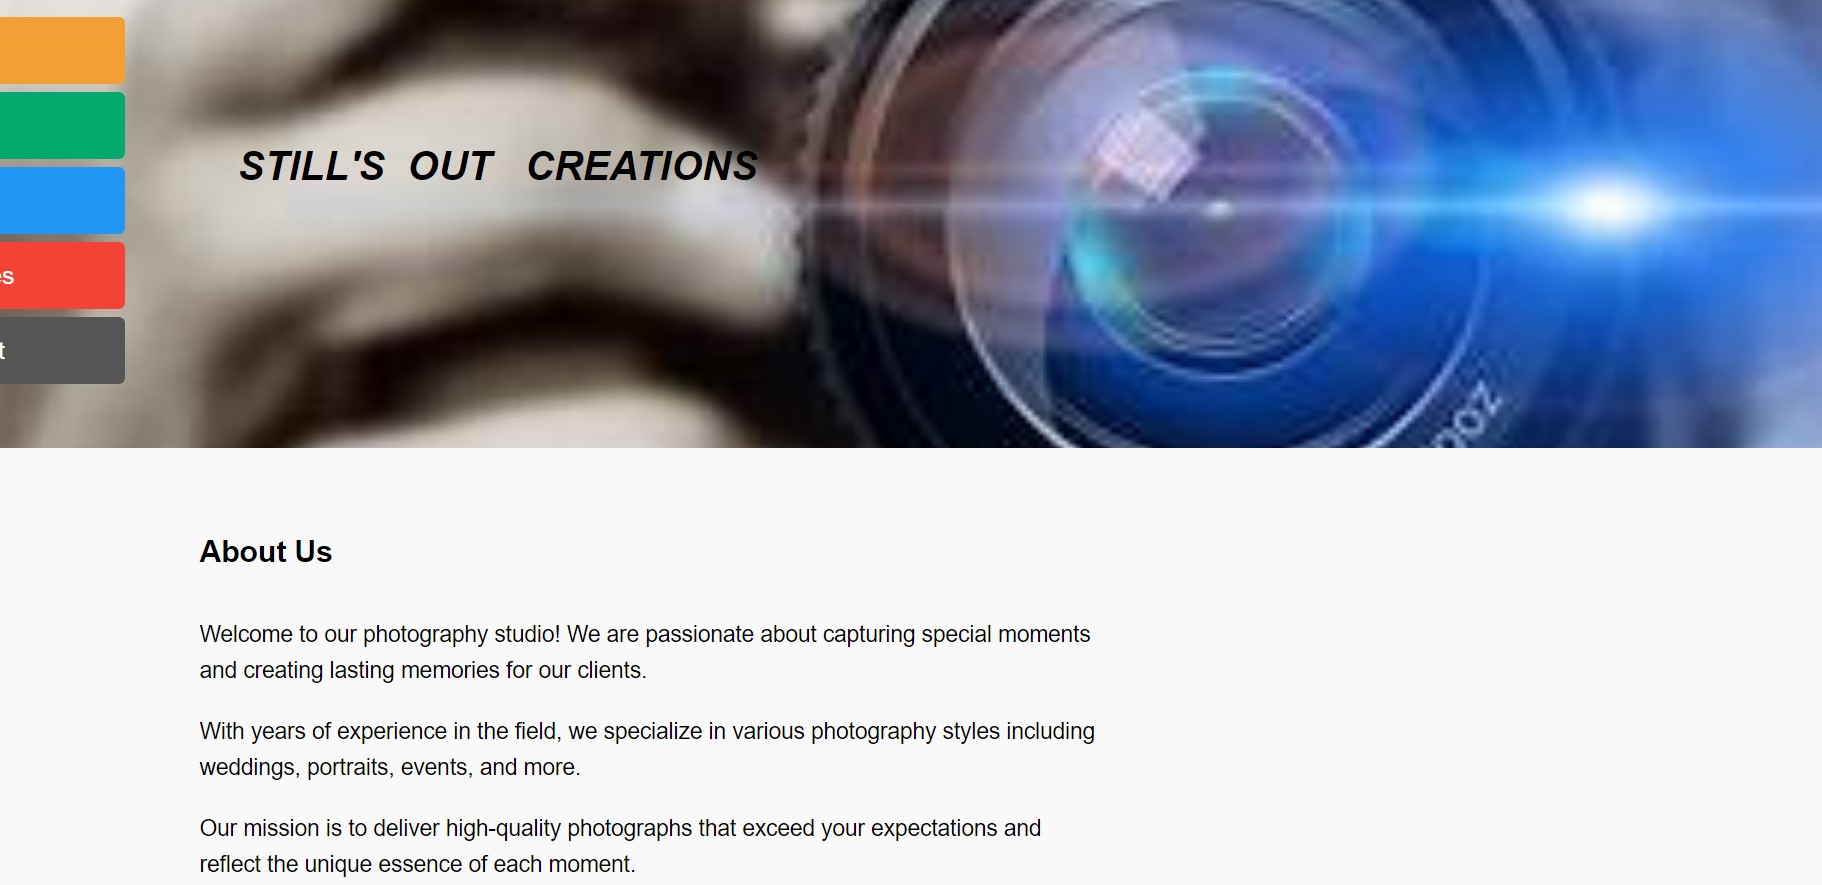 STILL'S OUT CREATIONS
es
t
About Us
Welcome to our photography studio! We are passionate about capturing special moments
and creating lasting memories for our clients.
With years of experience in the field, we specialize in various photography styles including
weddings, portraits, events, and more.
Our mission is to deliver high-quality photographs that exceed your expectations and
reflect the unique essence of each moment.